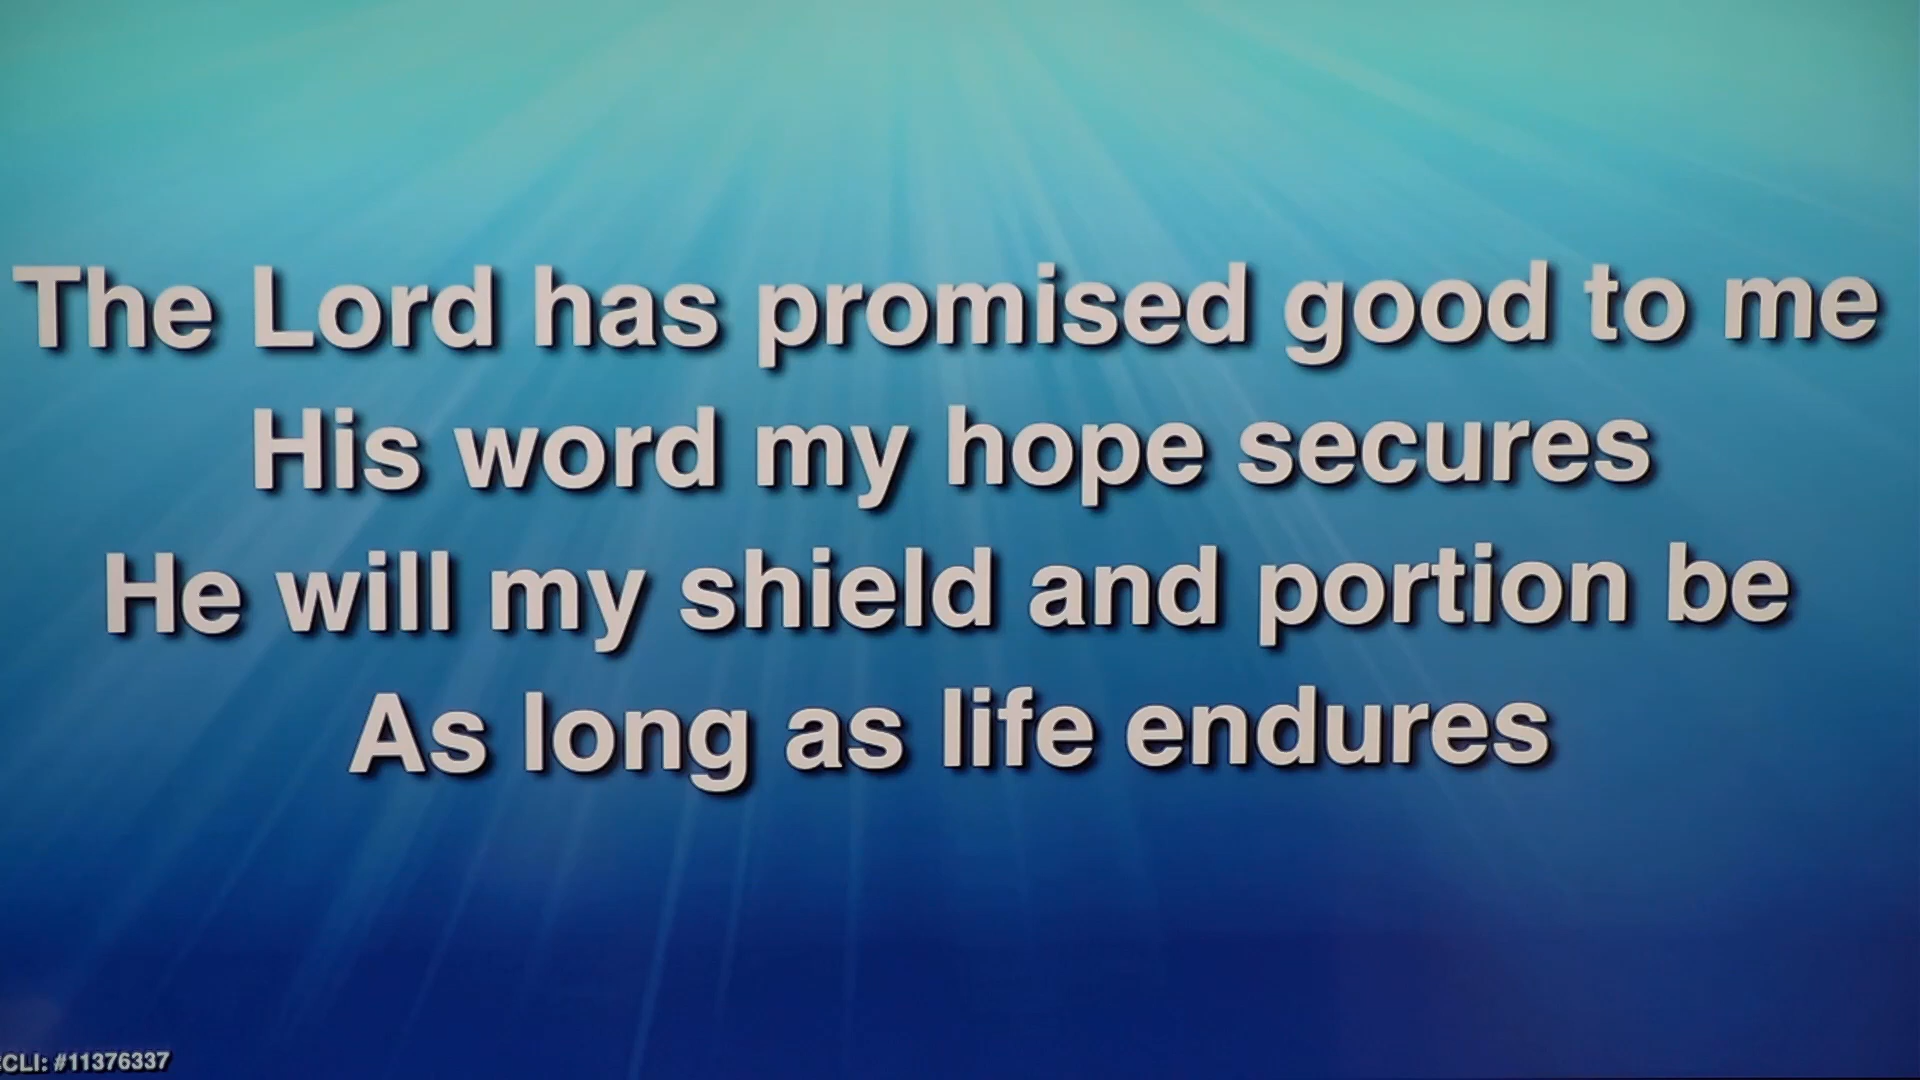 The Lord has promised good to me
His word my hope secures
He will my shield and portion be
As long as life endures
CCLI: #11376337